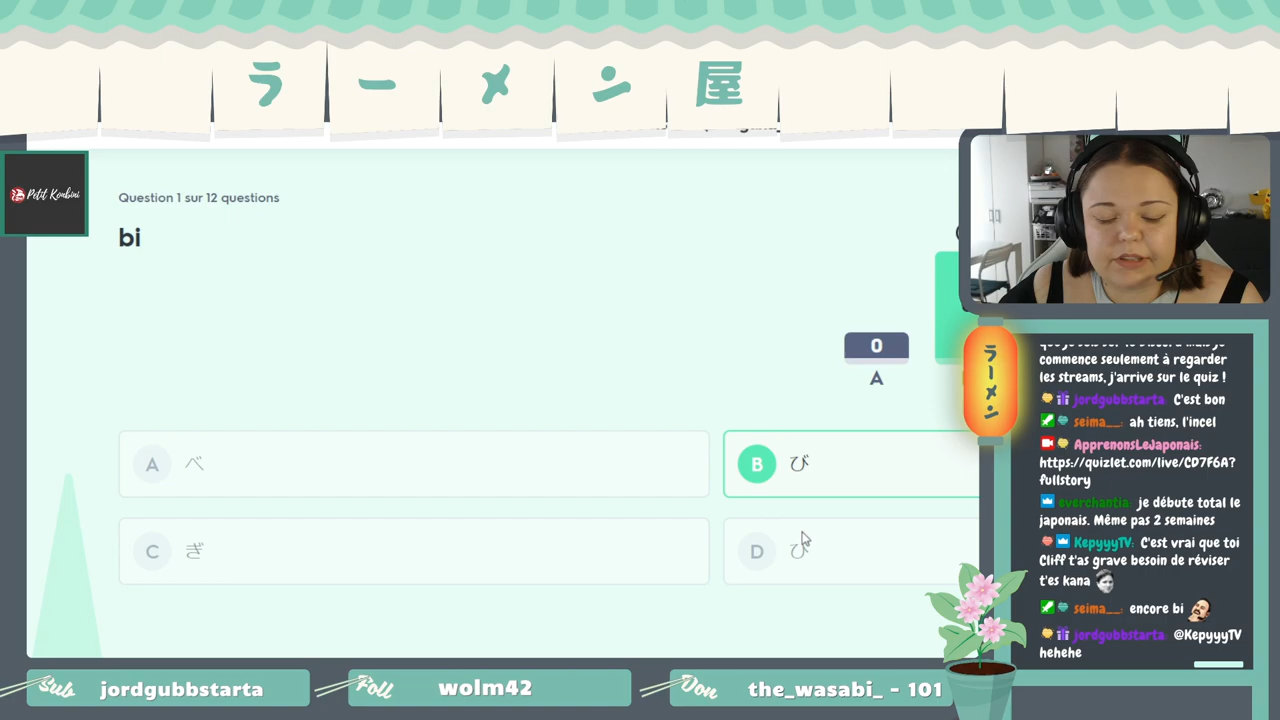 ラーメン屋
Petit Konbini
Question 1 sur 12 questions
bi
0
A
A べ
B び
C ぎ
D
ラーメン
commence seulement à regarder
les streams, j'arrive sur le quiz !
jordgubbstarta: C'est bon
seima__: ah tiens, l'incel
ApprenonsLeJaponais:
https://quizlet.com/live/CD7F6A?
fullstory
everchantia: je débute total le
japonais. Même pas 2 semaines
KepyyyTV: C'est vrai que toi
Cliff t'as grave besoin de réviser
t'es kana
seima__: encore bi
jordgubbstarta: @KepyyyTV
hehehe
Sub jordgubbstarta
Foll wolm42
Don the_wasabi_ - 101